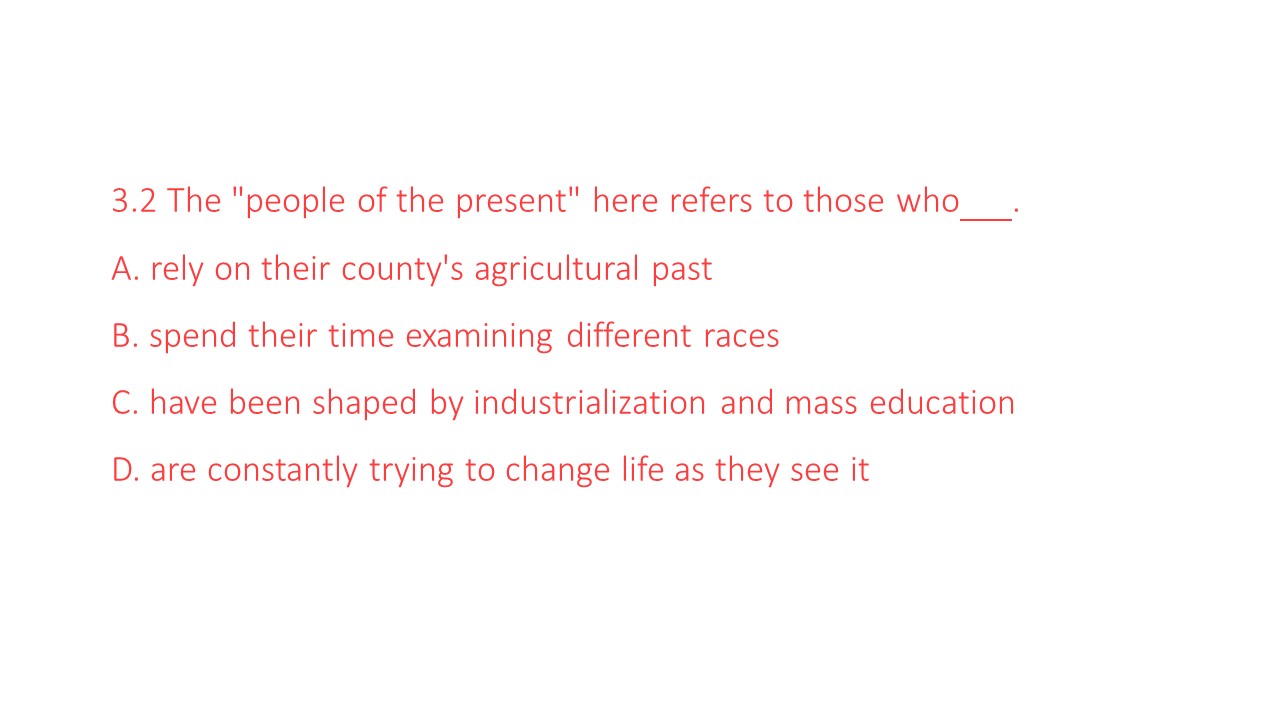 3.2 The "people of the present" here refers to those who___.
A. rely on their county's agricultural past
B. spend their time examining different races
C. have been shaped by industrialization and mass education
D. are constantly trying to change life as they see it